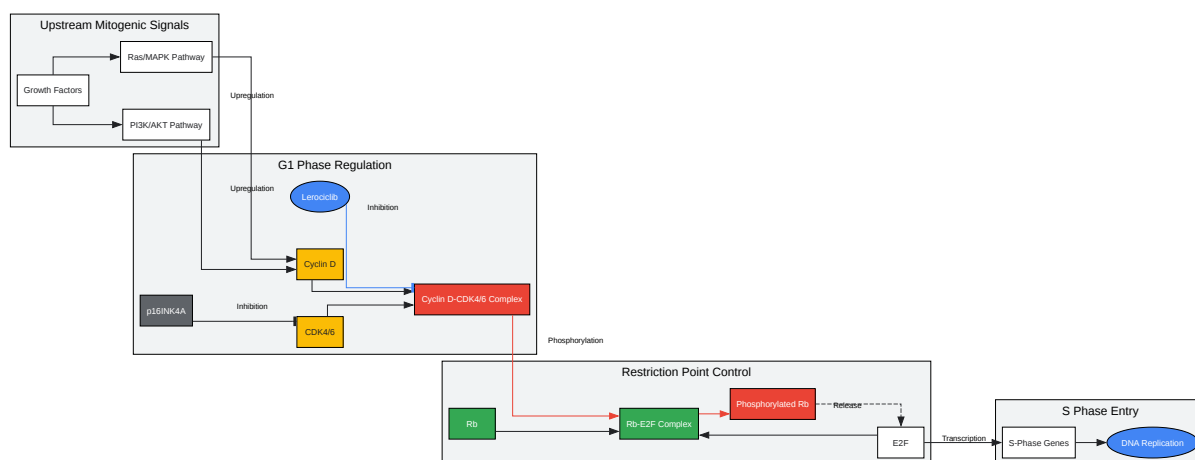 Upstream Mitogenic Signals
Ras/MAPK Pathway
Growth Factors
Upregulation
PI3K/AKT Pathway
G1 Phase Regulation
Upregulation
Lerociclib
Inhibition
Cyclin D
Cyclin D-CDK4/6 Complex
p16INK4A
Inhibition
CDK4/6
Phosphorylation
Restriction Point Control
Phosphorylated Rb
Release
Rb
Rb-E2F Complex
E2F
Transcription
S Phase Entry
S-Phase Genes
DNA Replication